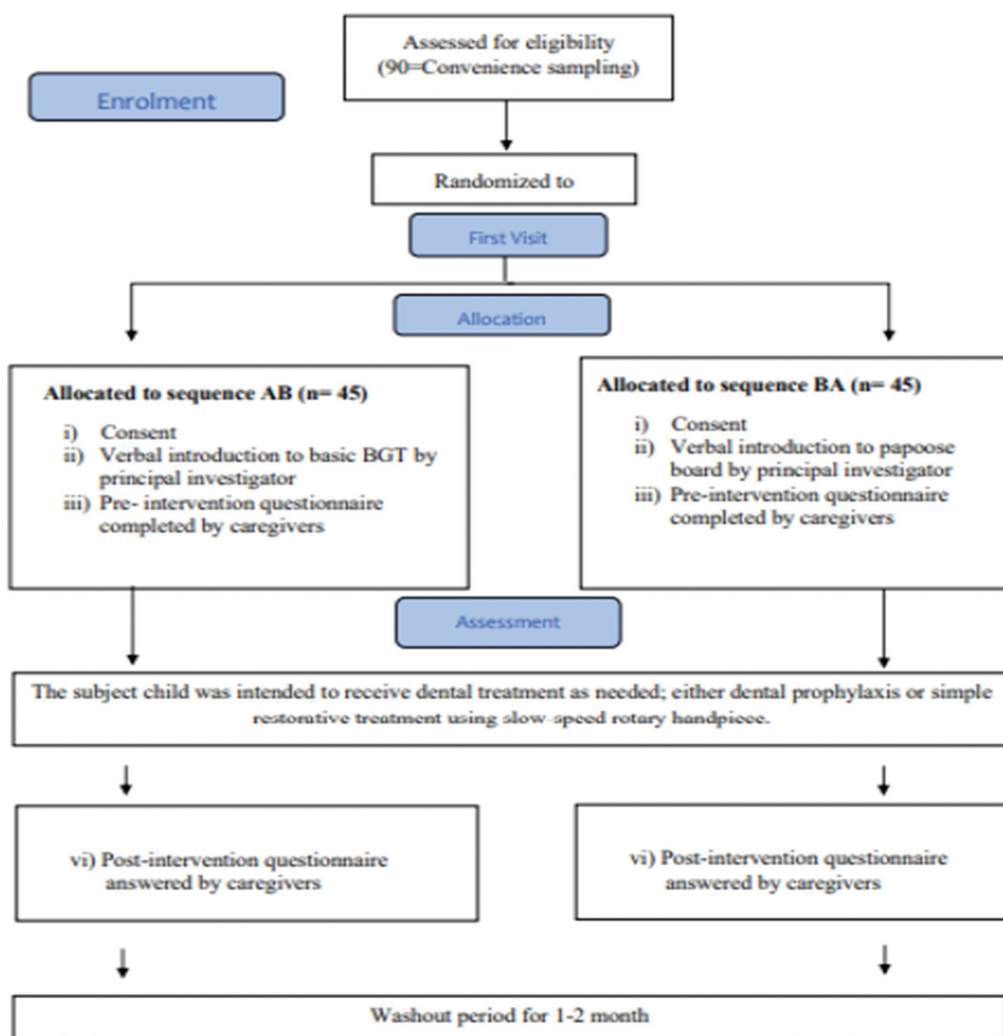 Assessed for eligibility
(90=Convenience sampling)
Enrolment
Randomized to
First Visit
Allocation
Allocated to sequence AB (n= 45)
i) Consent
ii) Verbal introduction to basic BGT by
principal investigator
iii) Pre- intervention questionnaire
completed by caregivers
Allocated to sequence BA (n= 45)
i) Consent
ii) Verbal introduction to papoose
board by principal investigator
iii) Pre-intervention questionnaire
completed by caregivers
Assessment
The subject child was intended to receive dental treatment as needed; either dental prophylaxis or simple
restorative treatment using slow-speed rotary handpiece.
vi) Post-intervention questionnaire
answered by caregivers
vi) Post-intervention questionnaire
answered by caregivers
Washout period for 1-2 month